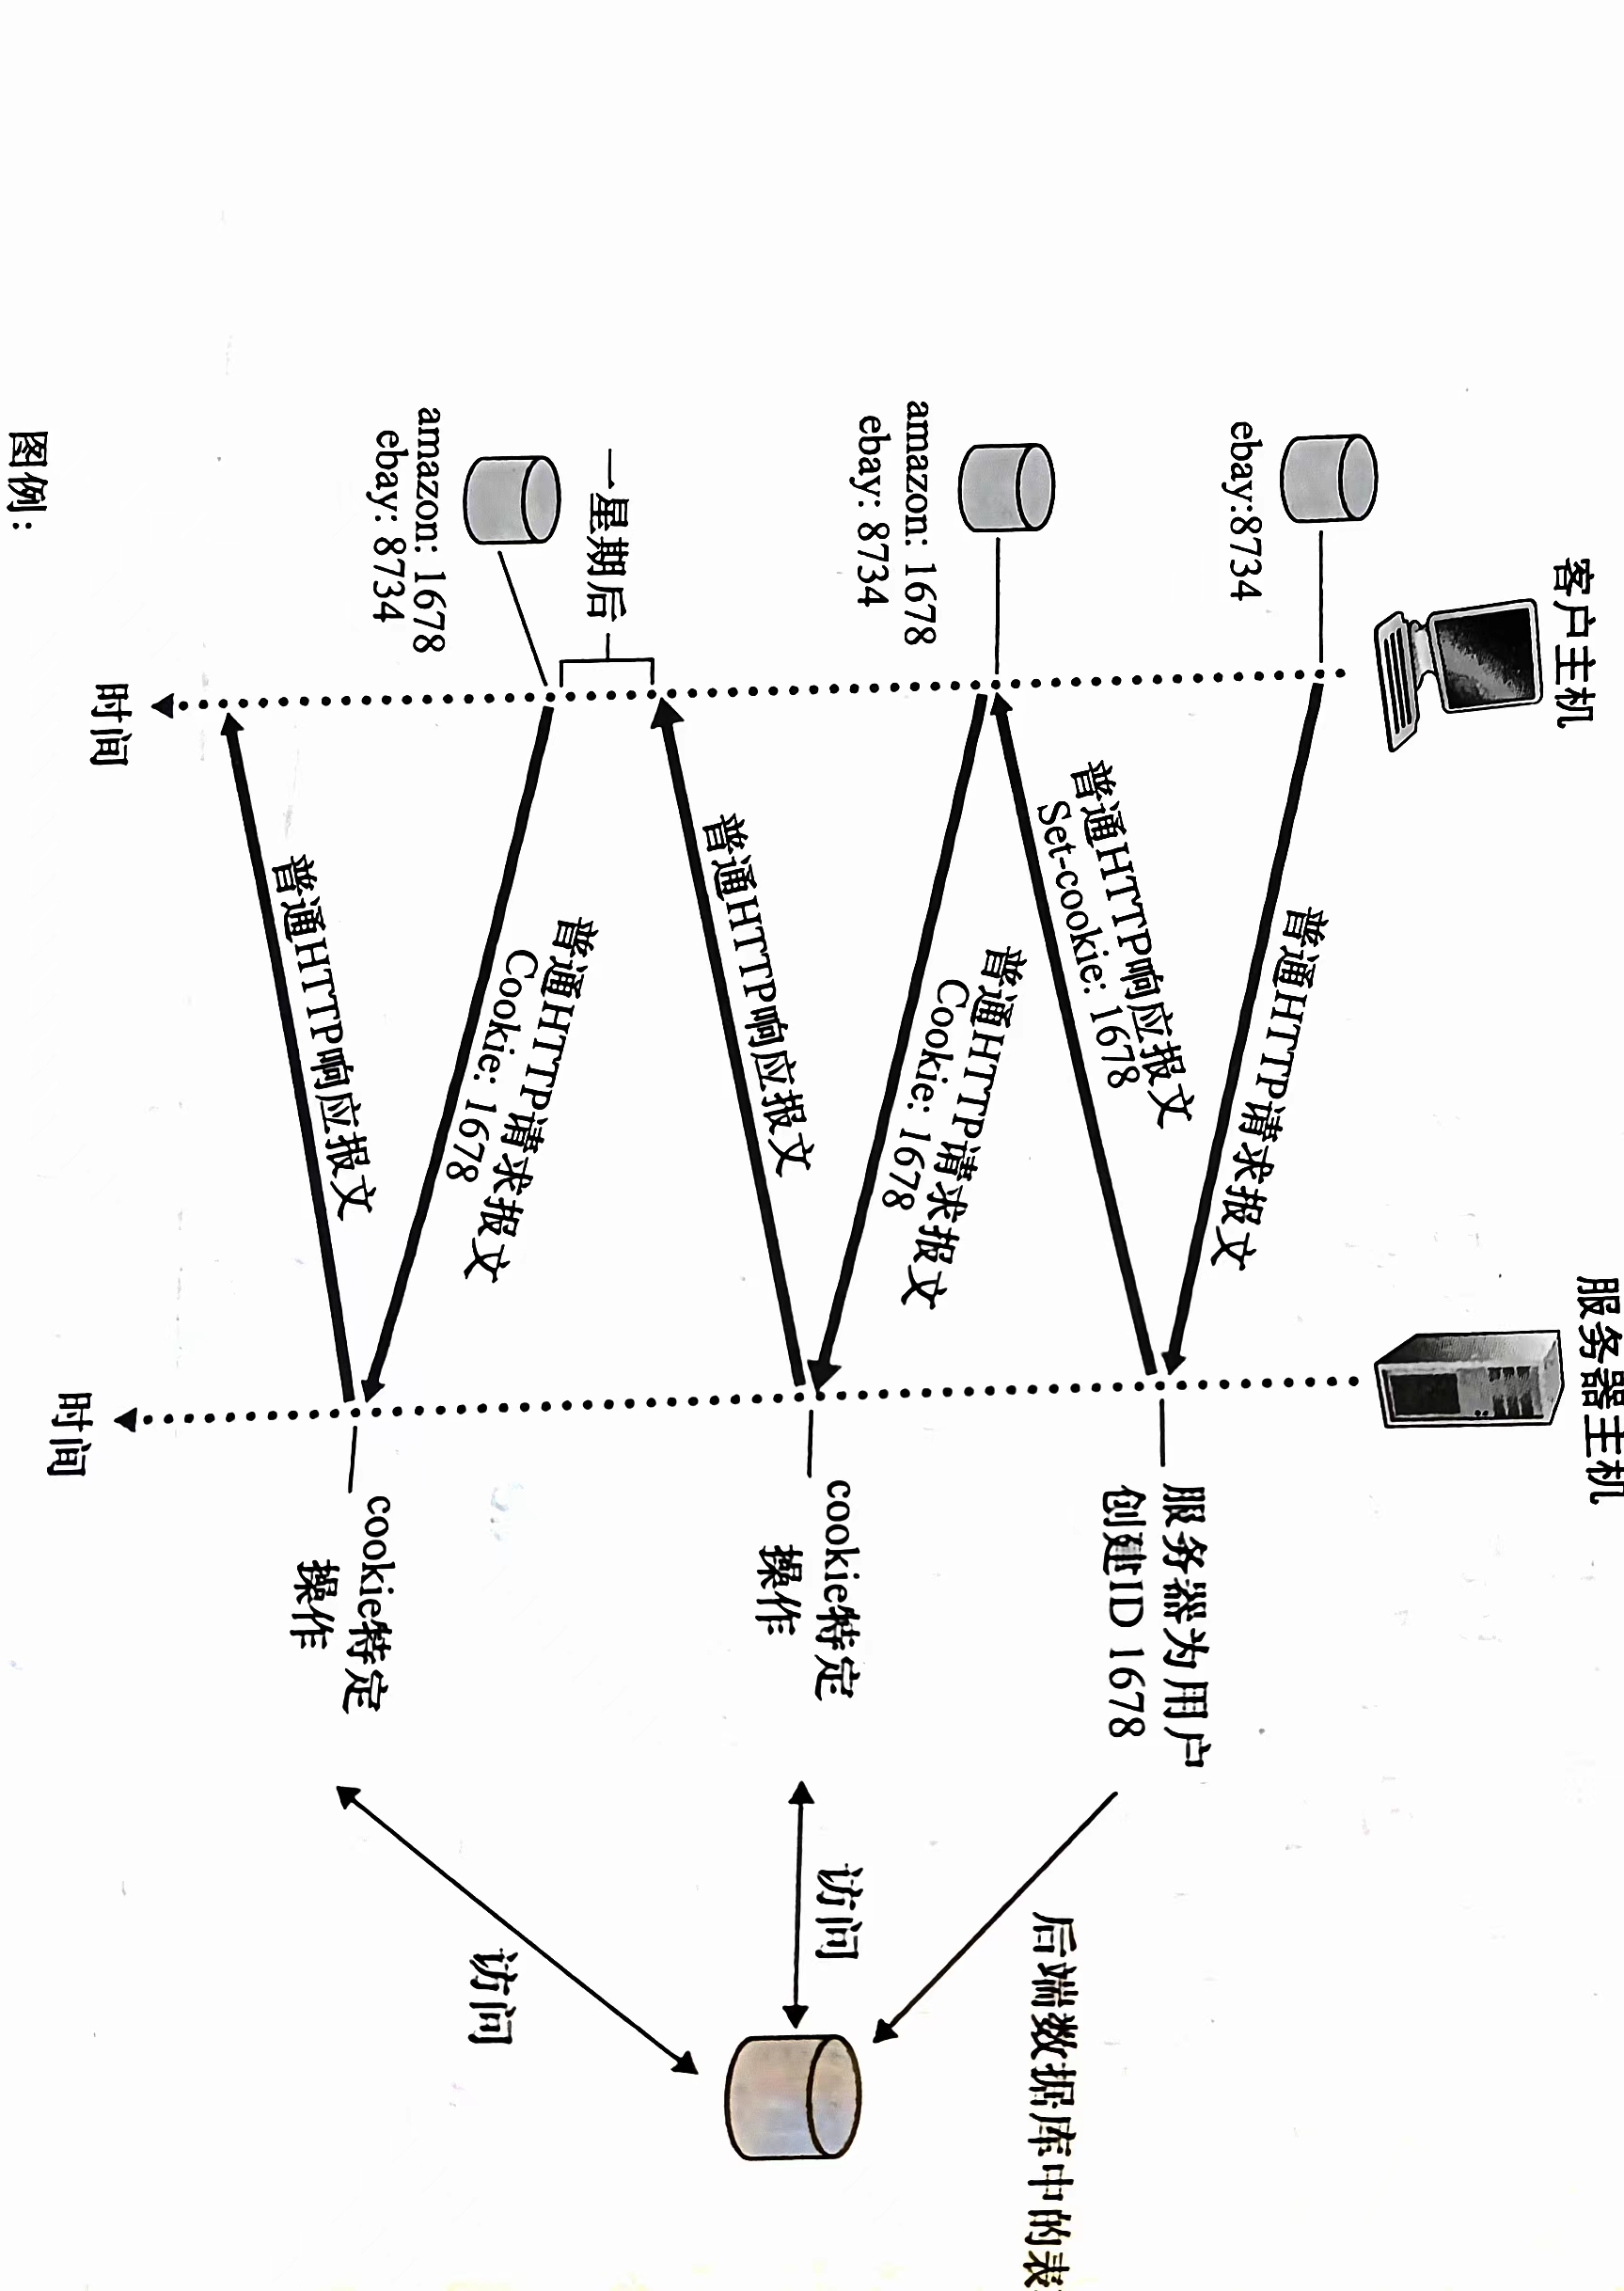 客户主机
服务器主机
ebay:8734
普通HTTP请求报文
服务器为用户
创建ID 1678
后端数据库中的表
普通HTTP响应报文
Set-cookie: 1678
amazon: 1678
ebay: 8734
普通HTTP请求报文
Cookie: 1678
cookie特定
操作
访问
普通HTTP响应报文
一星期后
amazon: 1678
ebay: 8734
普通HTTP请求报文
Cookie: 1678
cookie特定
操作
访问
普通HTTP响应报文
时间
时间
图例: